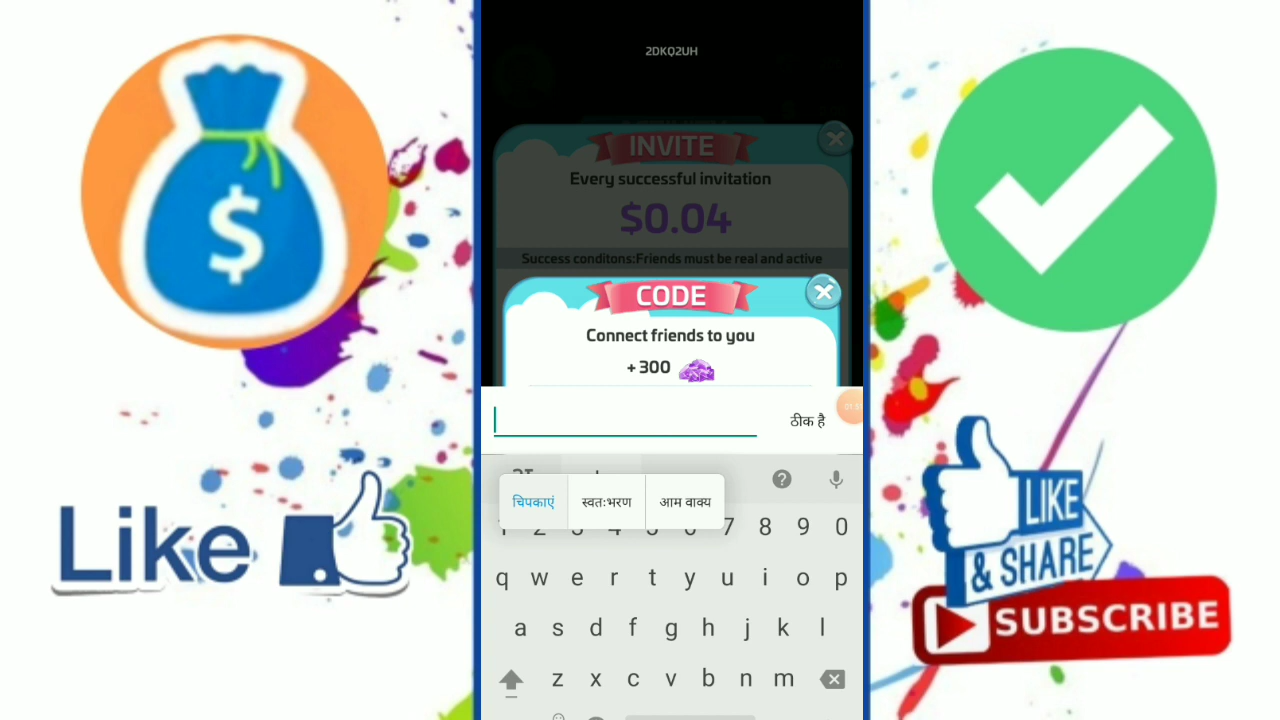 $
Like
2DKQ2UH
INVITE
Every successful invitation
$0.04
Success conditons:Friends must be real and active
CODE
Connect friends to you
+300
ठीक है
चिपकाएं स्वतःभरण आम वाक्य
7 8 9 0
q w e r t y u i o p
a s d f g h j k l
z x c v b n m
LIKE
& SHARE
SUBSCRIBE